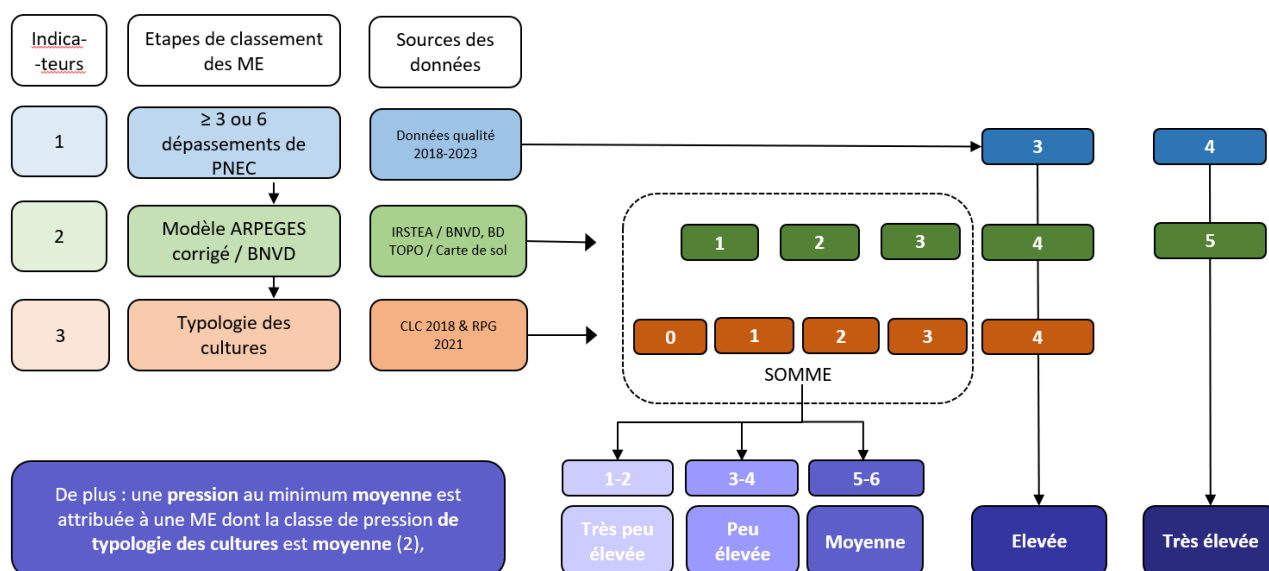 Indica-
-teurs
Etapes de classement
des ME
Sources des
données
1
≥ 3 ou 6
dépassements de
PNEC
Données qualité
2018-2023
3
4
2
Modèle ARPEGES
corrigé / BNVD
IRSTEA / BNVD, BD
TOPO / Carte de sol
1
2
3
4
5
3
Typologie des
cultures
CLC 2018 & RPG
2021
0
1
2
3
4
SOMME
De plus : une pression au minimum moyenne est
attribuée à une ME dont la classe de pression de
typologie des cultures est moyenne (2),
1-2
3-4
5-6
Très peu
élevée
Peu
élevée
Moyenne
Elevée
Très élevée